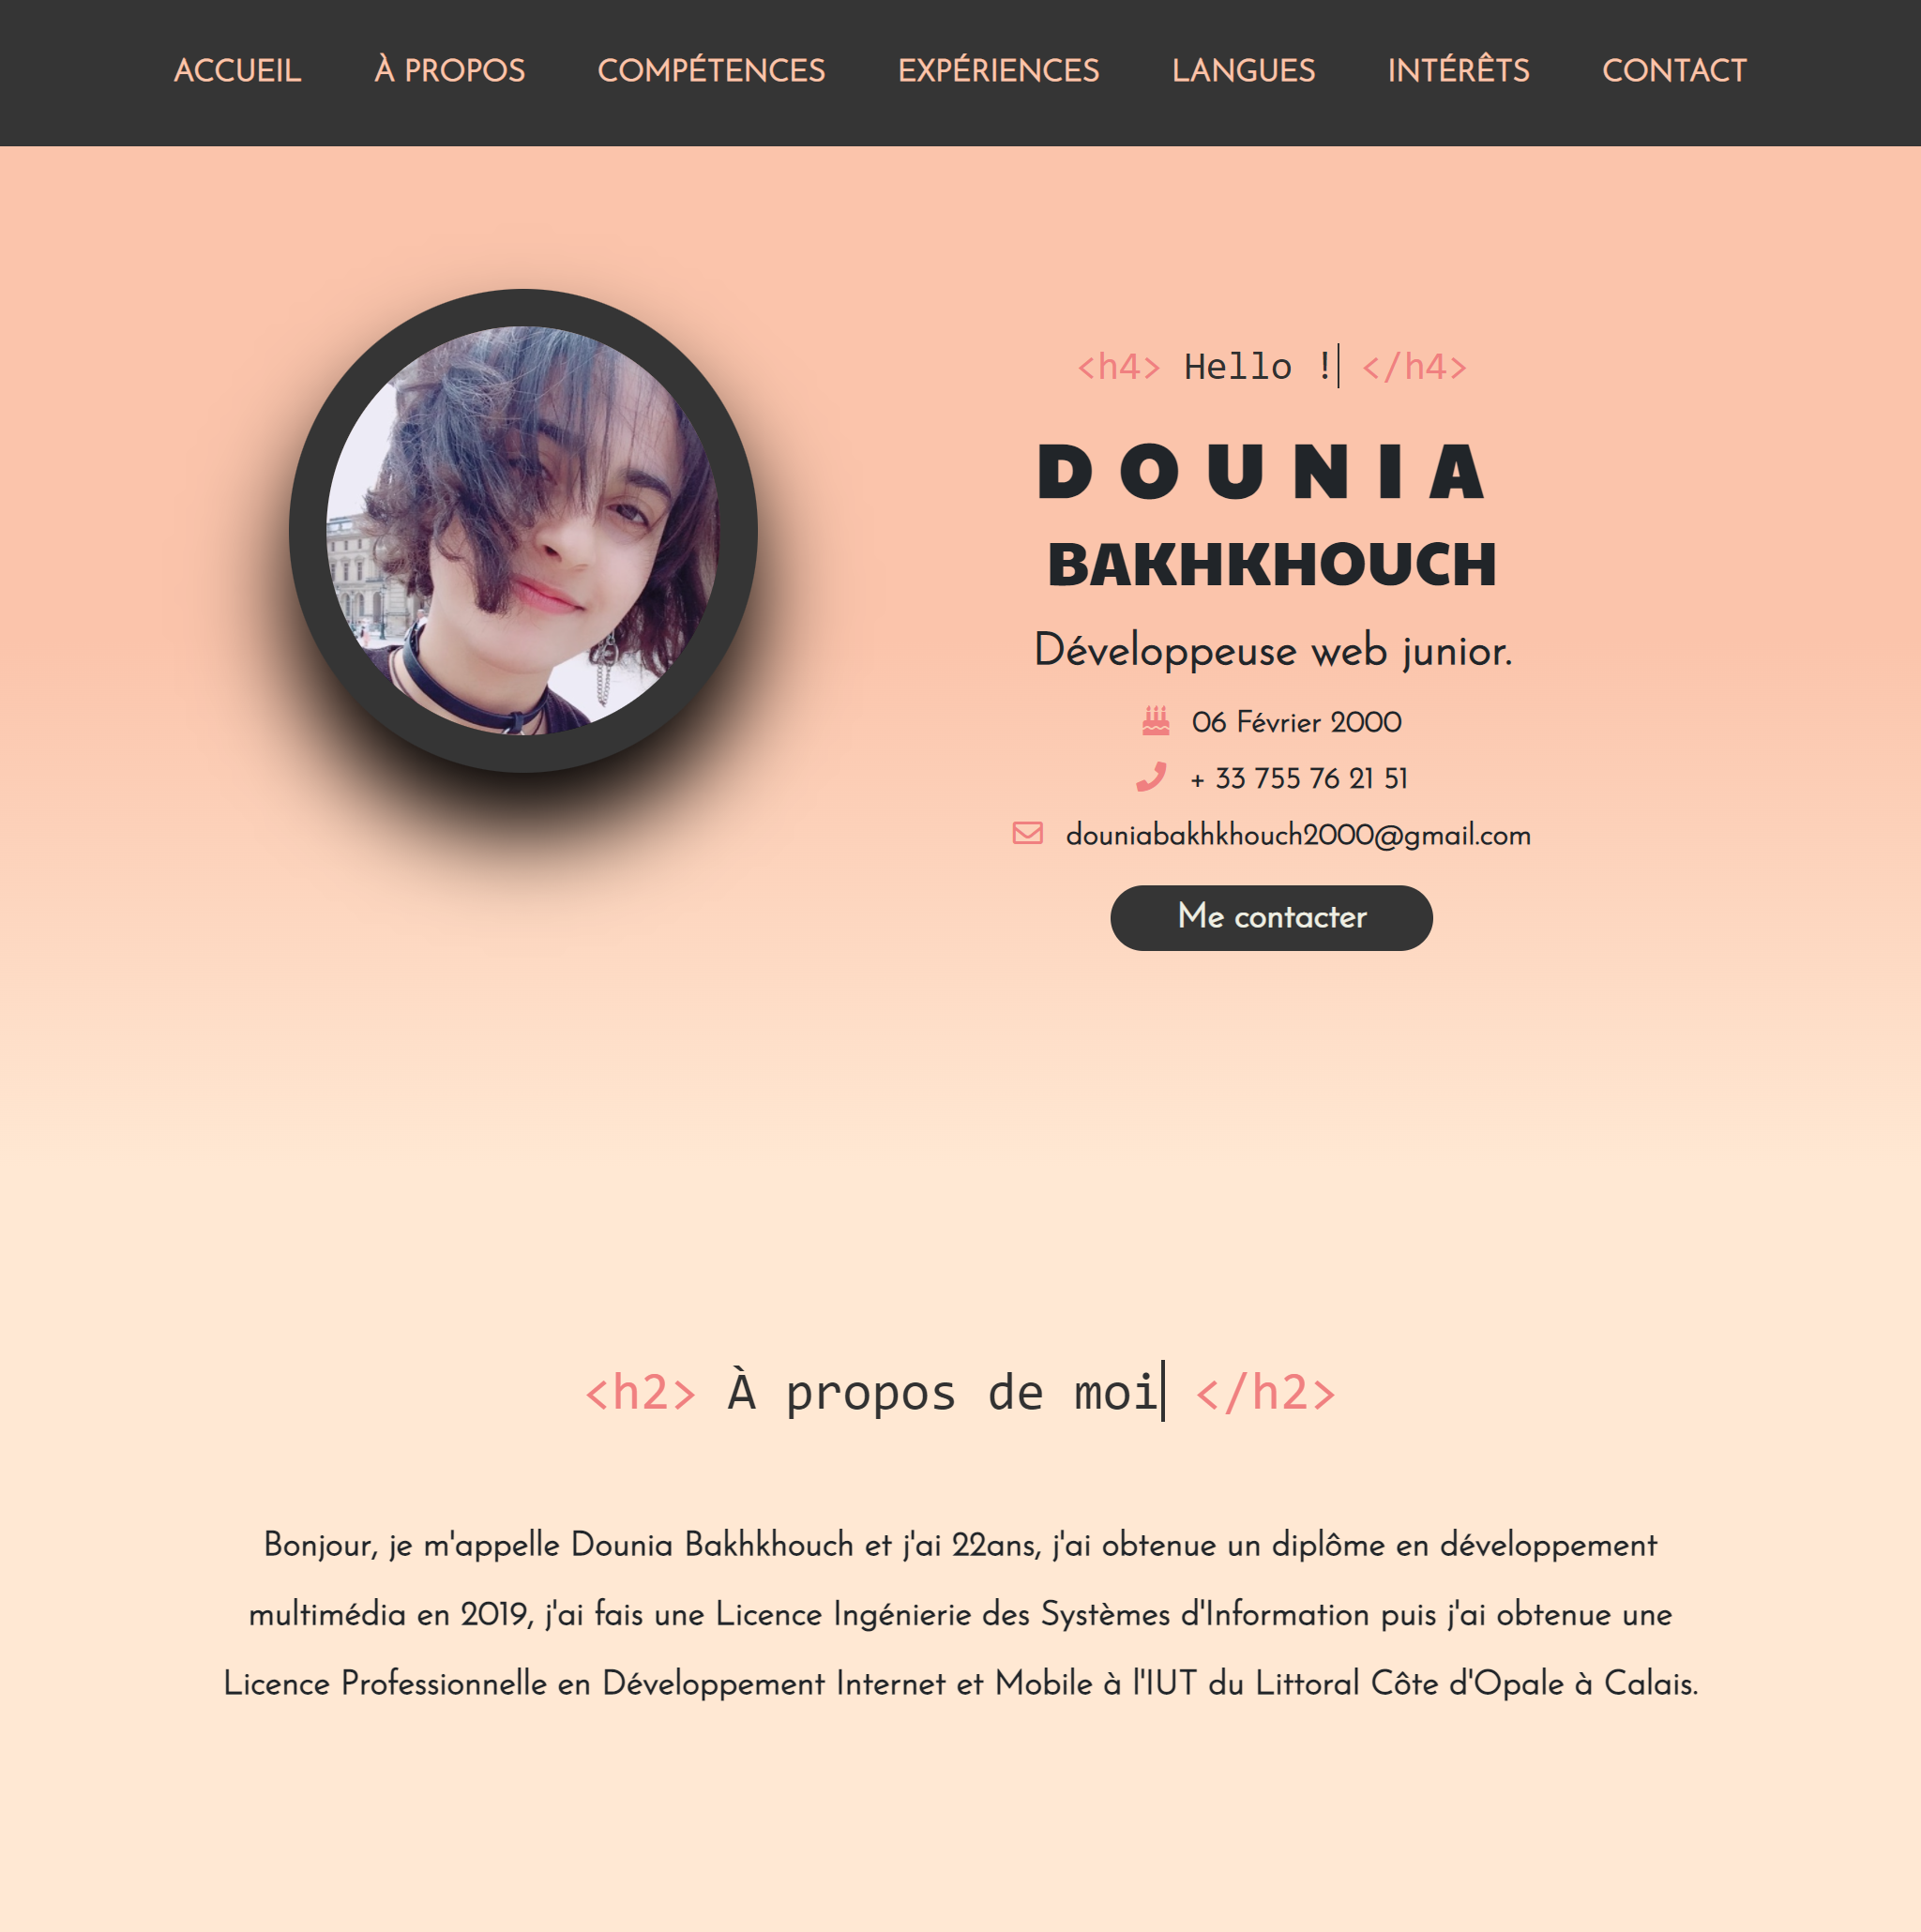 ACCUEIL À PROPOS COMPÉTENCES EXPÉRIENCES LANGUES INTÉRÊTS CONTACT
<h4> Hello !| </h4>
DOUNIA
BAKHKHOUCH
Développeuse web junior.
06 Février 2000
+ 33 755 76 21 51
douniabakhkhouch2000@gmail.com
Me contacter
<h2> À propos de moi| </h2>
Bonjour, je m'appelle Dounia Bakhkhouch et j'ai 22ans, j'ai obtenue un diplôme en développement
multimédia en 2019, j'ai fais une Licence Ingénierie des Systèmes d'Information puis j'ai obtenue une
Licence Professionnelle en Développement Internet et Mobile à l'IUT du Littoral Côte d'Opale à Calais.